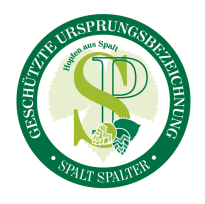 GESCHÜTZTE URSPRUNGSBEZEICHNUNG
Hopfen aus Spalt
SP
· SPALT SPALTER ·